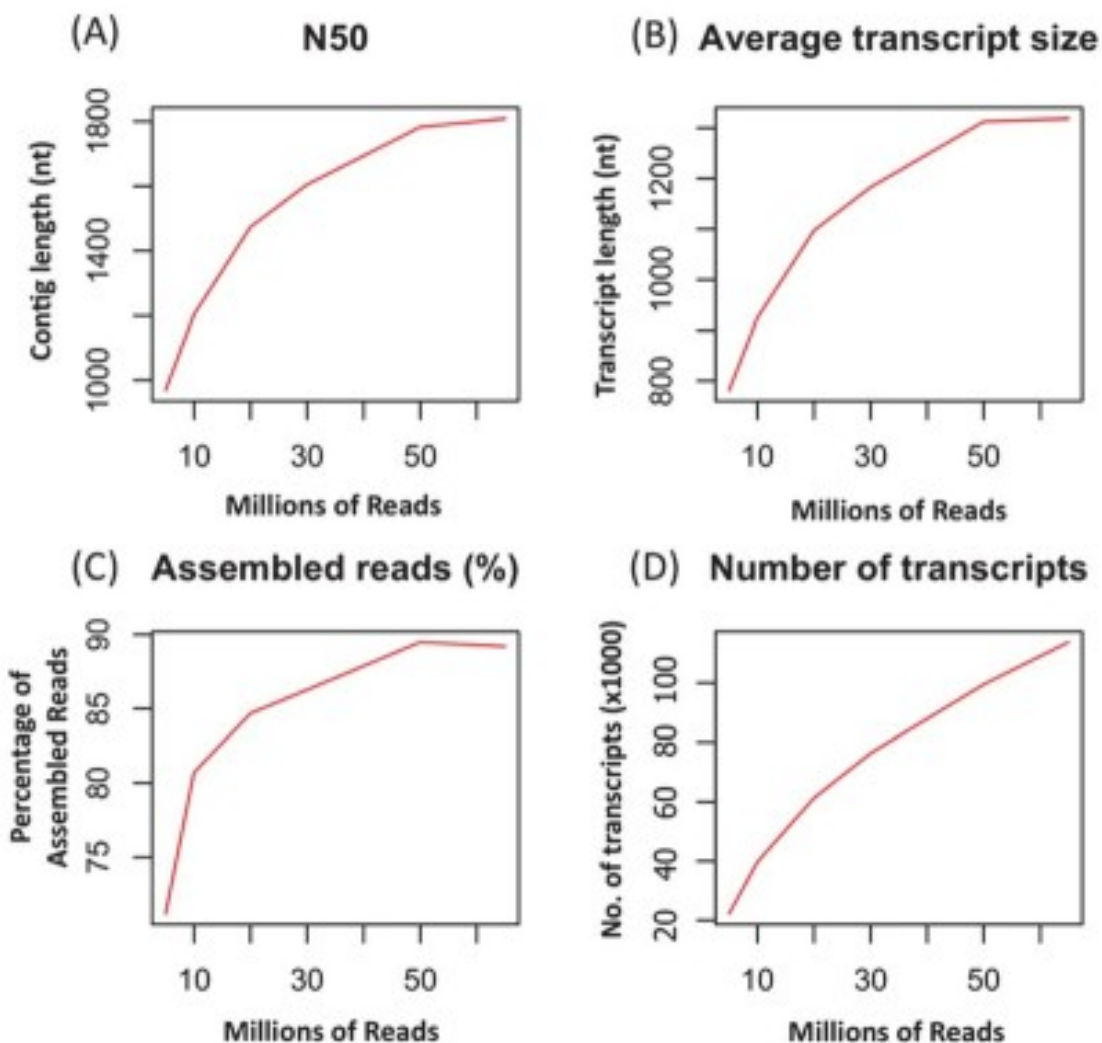 (A) N50
Contig length (nt)
1800
1400
1000
10 30 50
Millions of Reads
(B) Average transcript size
Transcript length (nt)
1200
1000
800
10 30 50
Millions of Reads
(C) Assembled reads (%)
Percentage of
Assembled Reads
90
85
80
75
10 30 50
Millions of Reads
(D) Number of transcripts
No. of transcripts (x1000)
100
80
60
40
20
10 30 50
Millions of Reads